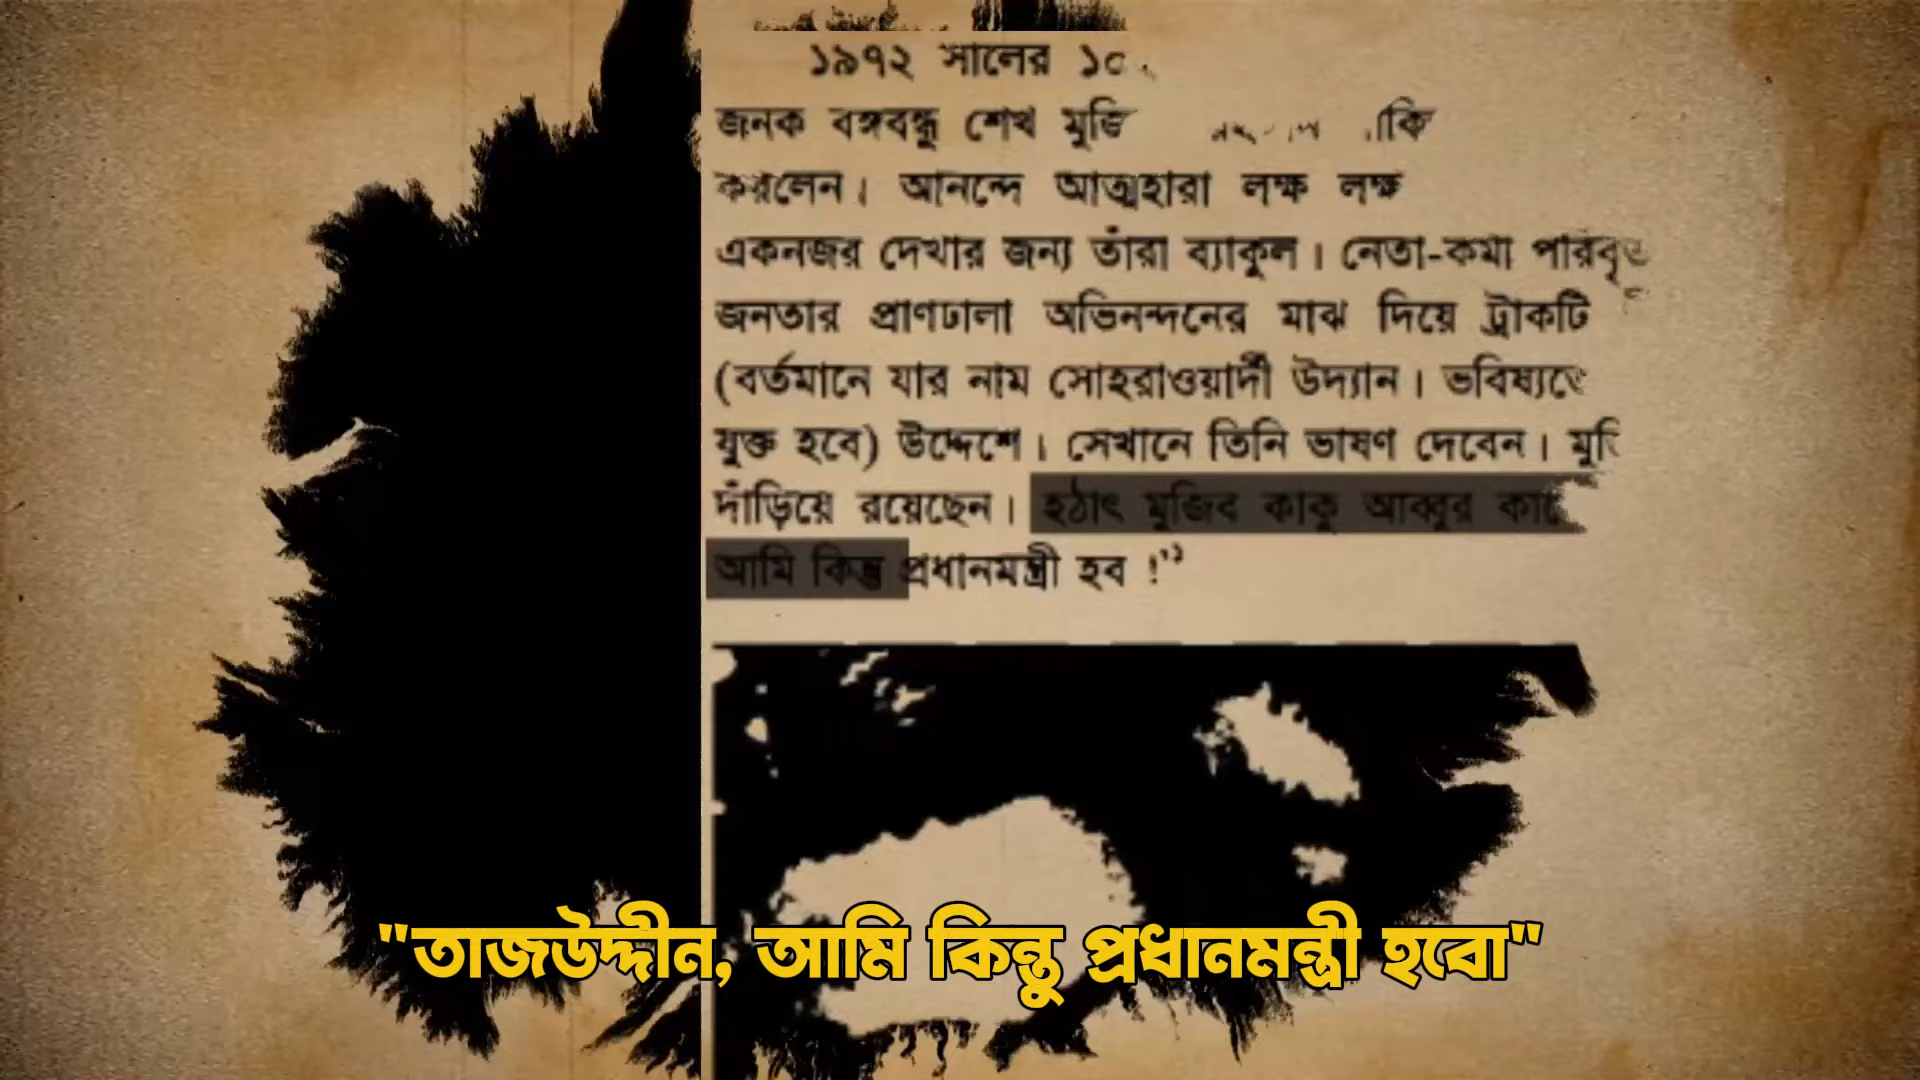 ১৯৭২ সালের ১০
জনক বঙ্গবন্ধু শেখ
করলেন। আনন্দে আত্মহারা লক্ষ লক্ষ
একনজর দেখার জন্য তাঁরা ব্যাকুল। নেতা-কর্মী
জনতার প্রাণঢালা অভিনন্দনের মাঝ দিয়ে ট্রাকটি
(বর্তমানে যার নাম সোহরাওয়ার্দী উদ্যান। ভবিষ্যতে
যুক্ত হবে) উদ্দেশে। সেখানে তিনি ভাষণ দেবেন।
দাঁড়িয়ে রয়েছেন। হঠাৎ মুজিব কাকু আব্বুর
আমি কিন্তু প্রধানমন্ত্রী হব !”১
"তাজউদ্দীন, আমি কিন্তু প্রধানমন্ত্রী হবো"